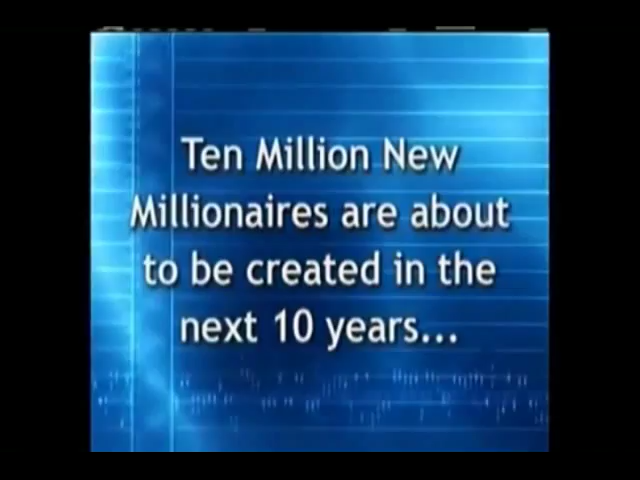 Ten Million New
Millionaires are about
to be created in the
next 10 years...